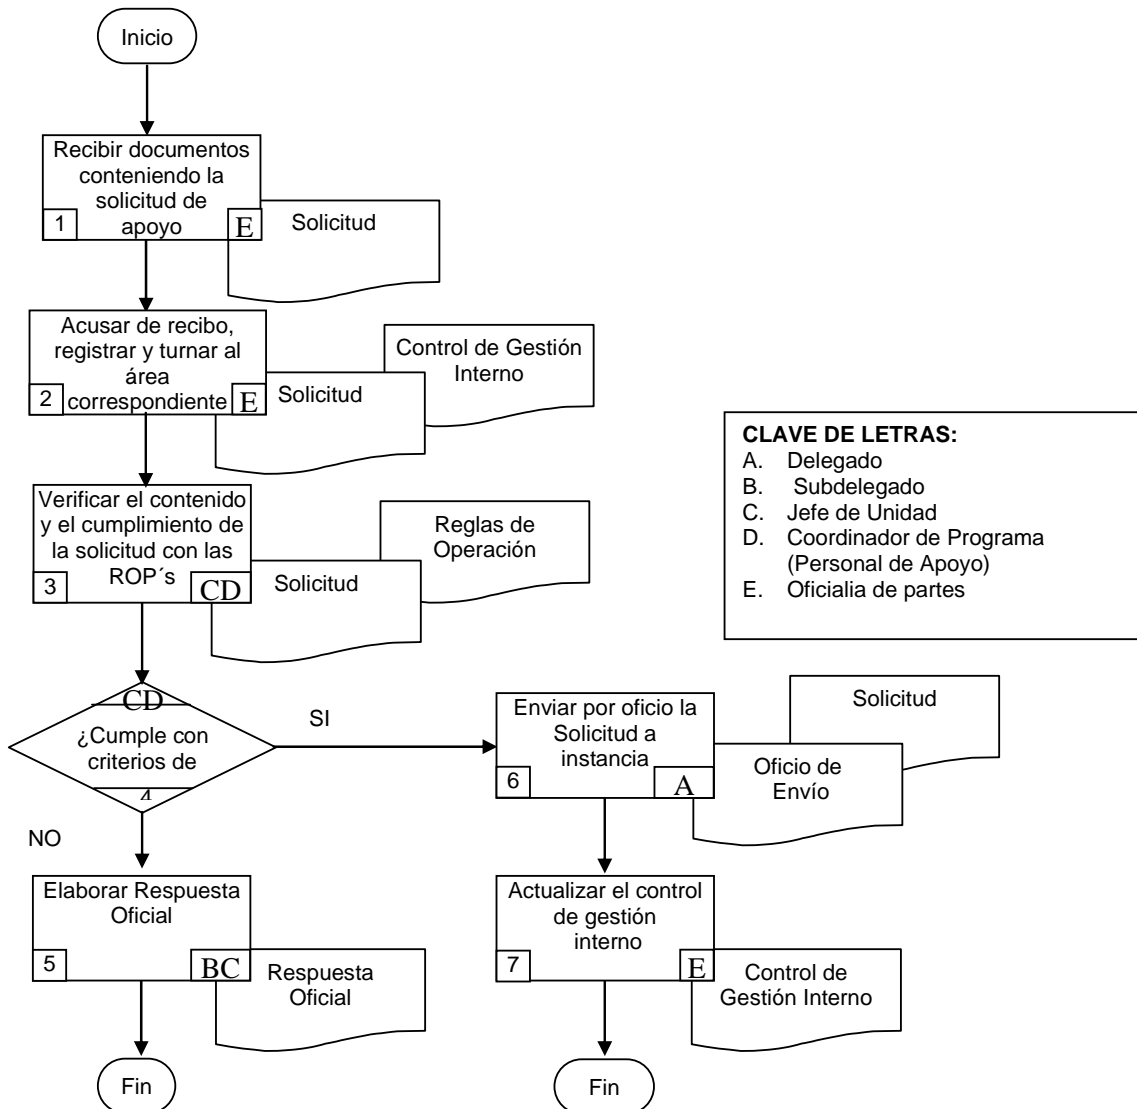 Inicio
Recibir documentos
conteniendo la
solicitud de
apoyo
1
E
Solicitud
Acusar de recibo,
registrar y turnar al
área
correspondiente
2
E
Solicitud
Control de Gestión
Interno
Verificar el contenido
y el cumplimiento de
la solicitud con las
ROP´s
3
CD
Solicitud
Reglas de
Operación
CLAVE DE LETRAS:
A. Delegado
B. Subdelegado
C. Jefe de Unidad
D. Coordinador de Programa
(Personal de Apoyo)
E. Oficialia de partes
CD
¿Cumple con
criterios de
4
SI
NO
Enviar por oficio la
Solicitud a
instancia
6
A
Oficio de
Envío
Solicitud
Elaborar Respuesta
Oficial
5
BC
Respuesta
Oficial
Actualizar el control
de gestión
interno
7
E
Control de
Gestión Interno
Fin
Fin